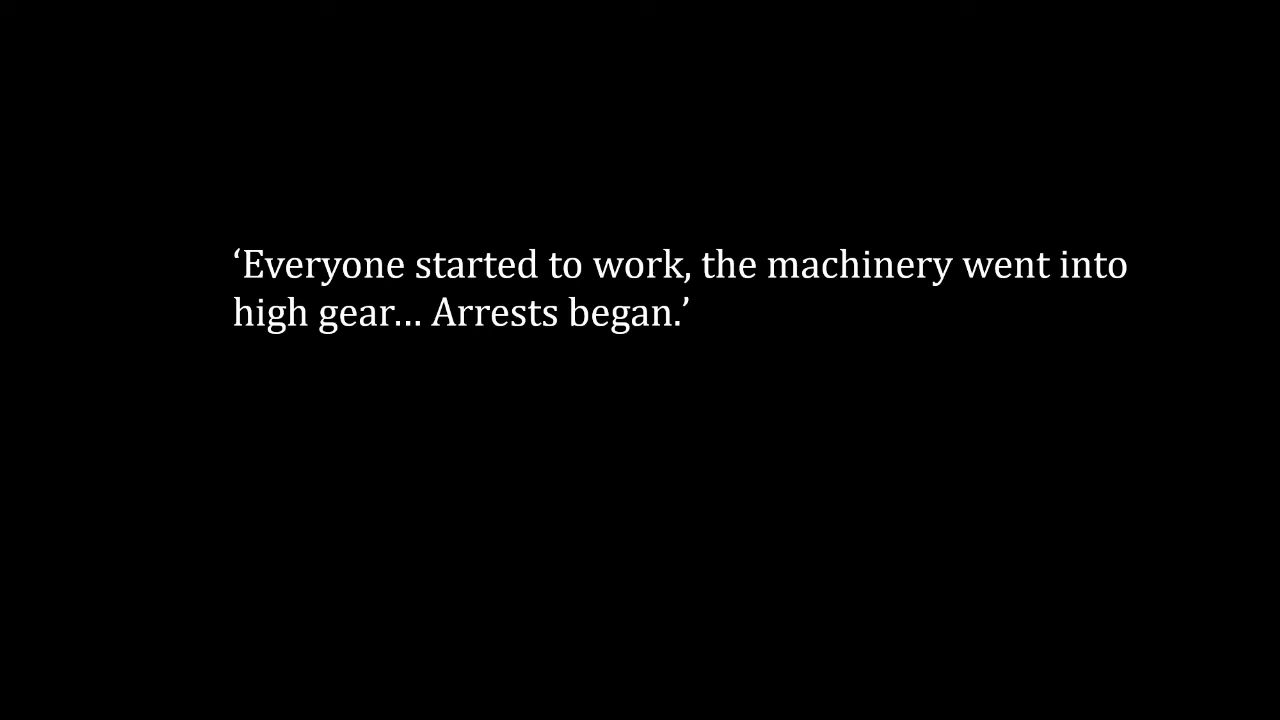 ‘Everyone started to work, the machinery went into
high gear… Arrests began.’